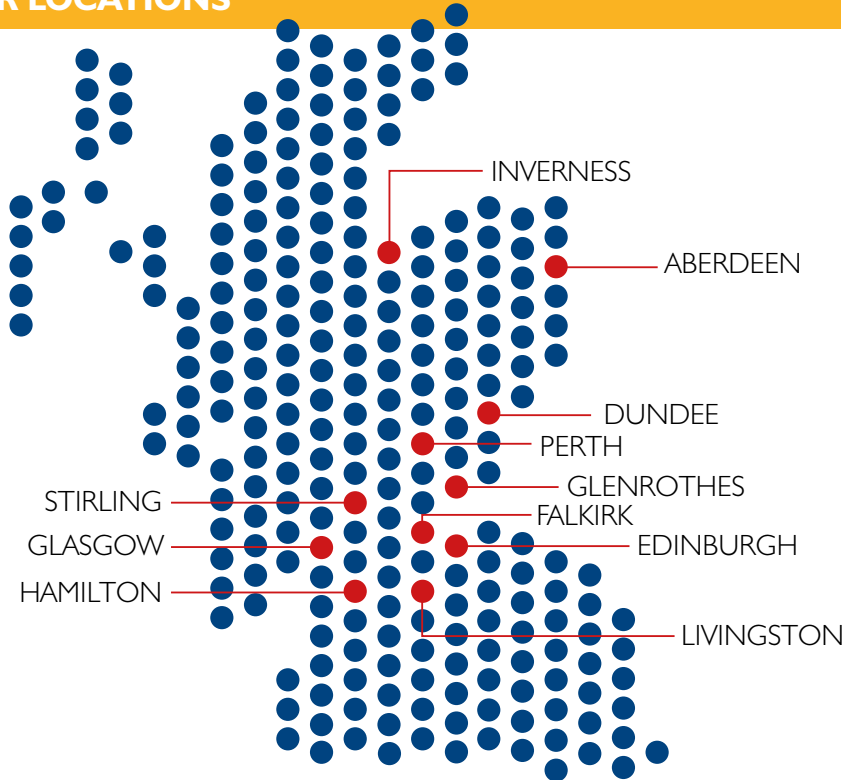 R LOCATIONS
INVERNESS
ABERDEEN
DUNDEE
PERTH
GLENROTHES
STIRLING
FALKIRK
GLASGOW
EDINBURGH
HAMILTON
LIVINGSTON